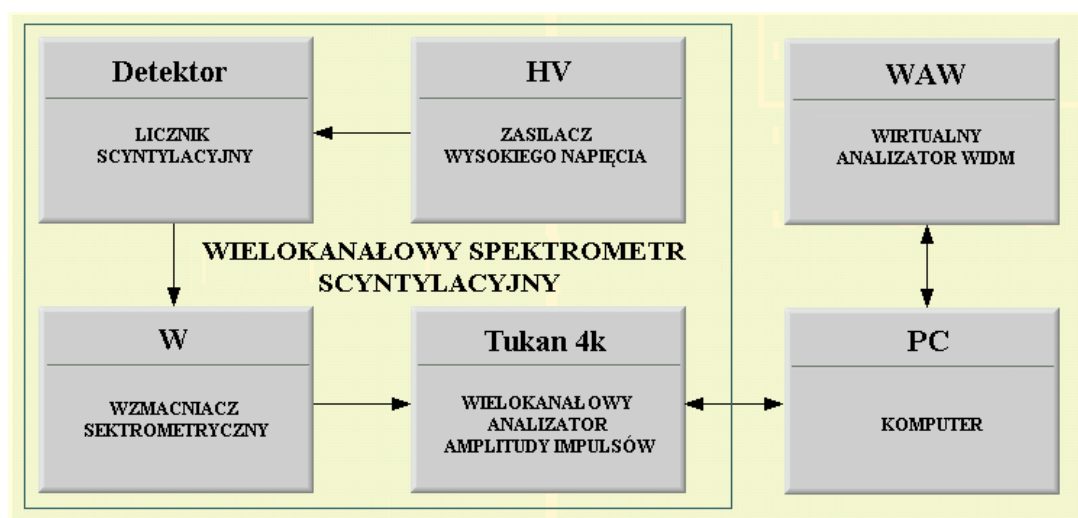 Detektor
LICZNIK
SCYNTYLACYJNY
HV
ZASILACZ
WYSOKIEGO NAPIĘCIA
WAW
WIRTUALNY
ANALIZATOR WIDM
WIELOKANAŁOWY SPEKTROMETR
SCYNTYLACYJNY
W
WZMACNIACZ
SEKTROMETRYCZNY
Tukan 4k
WIELOKANAŁOWY
ANALIZATOR
AMPLITUDY IMPULSÓW
PC
KOMPUTER